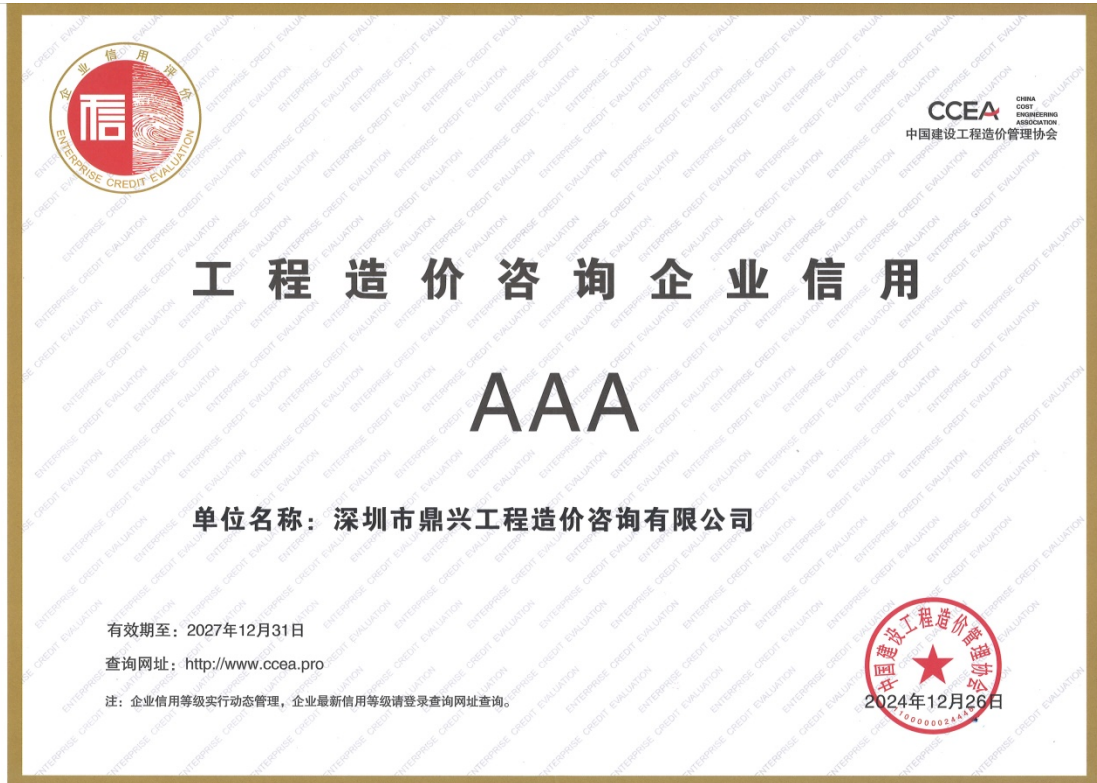 企业信用评价
信
ENTERPRISE CREDIT EVALUATION
CCEA
CHINA
COST
ENGINEERING
ASSOCIATION
中国建设工程造价管理协会
工程造价咨询企业信用
AAA
单位名称：深圳市鼎兴工程造价咨询有限公司
有效期至：2027年12月31日
查询网址：http://www.ccea.pro
注：企业信用等级实行动态管理，企业最新信用等级请登录查询网址查询。
中国建设工程造价管理协会
2024年12月26日